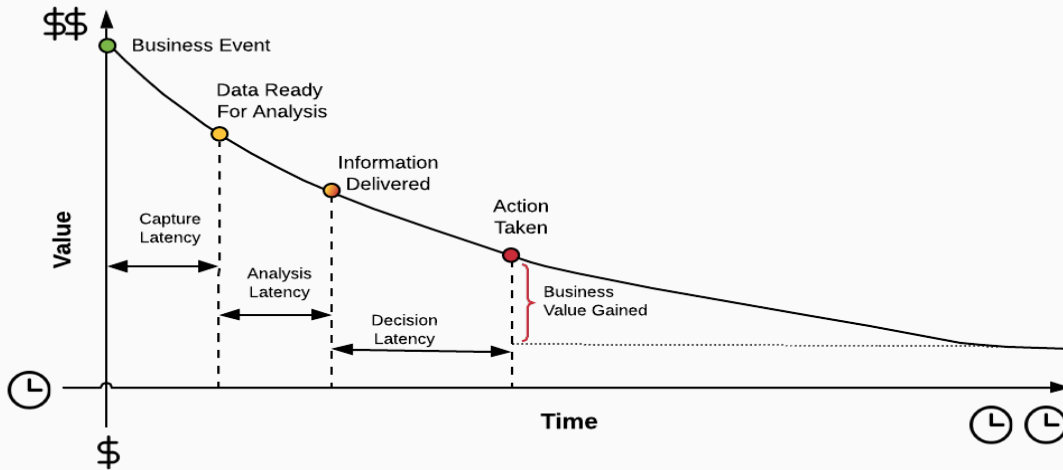 $$
Business Event
Data Ready
For Analysis
Information
Delivered
Action
Taken
Capture
Latency
Value
Analysis
Latency
Business
Value Gained
Decision
Latency
Time
$